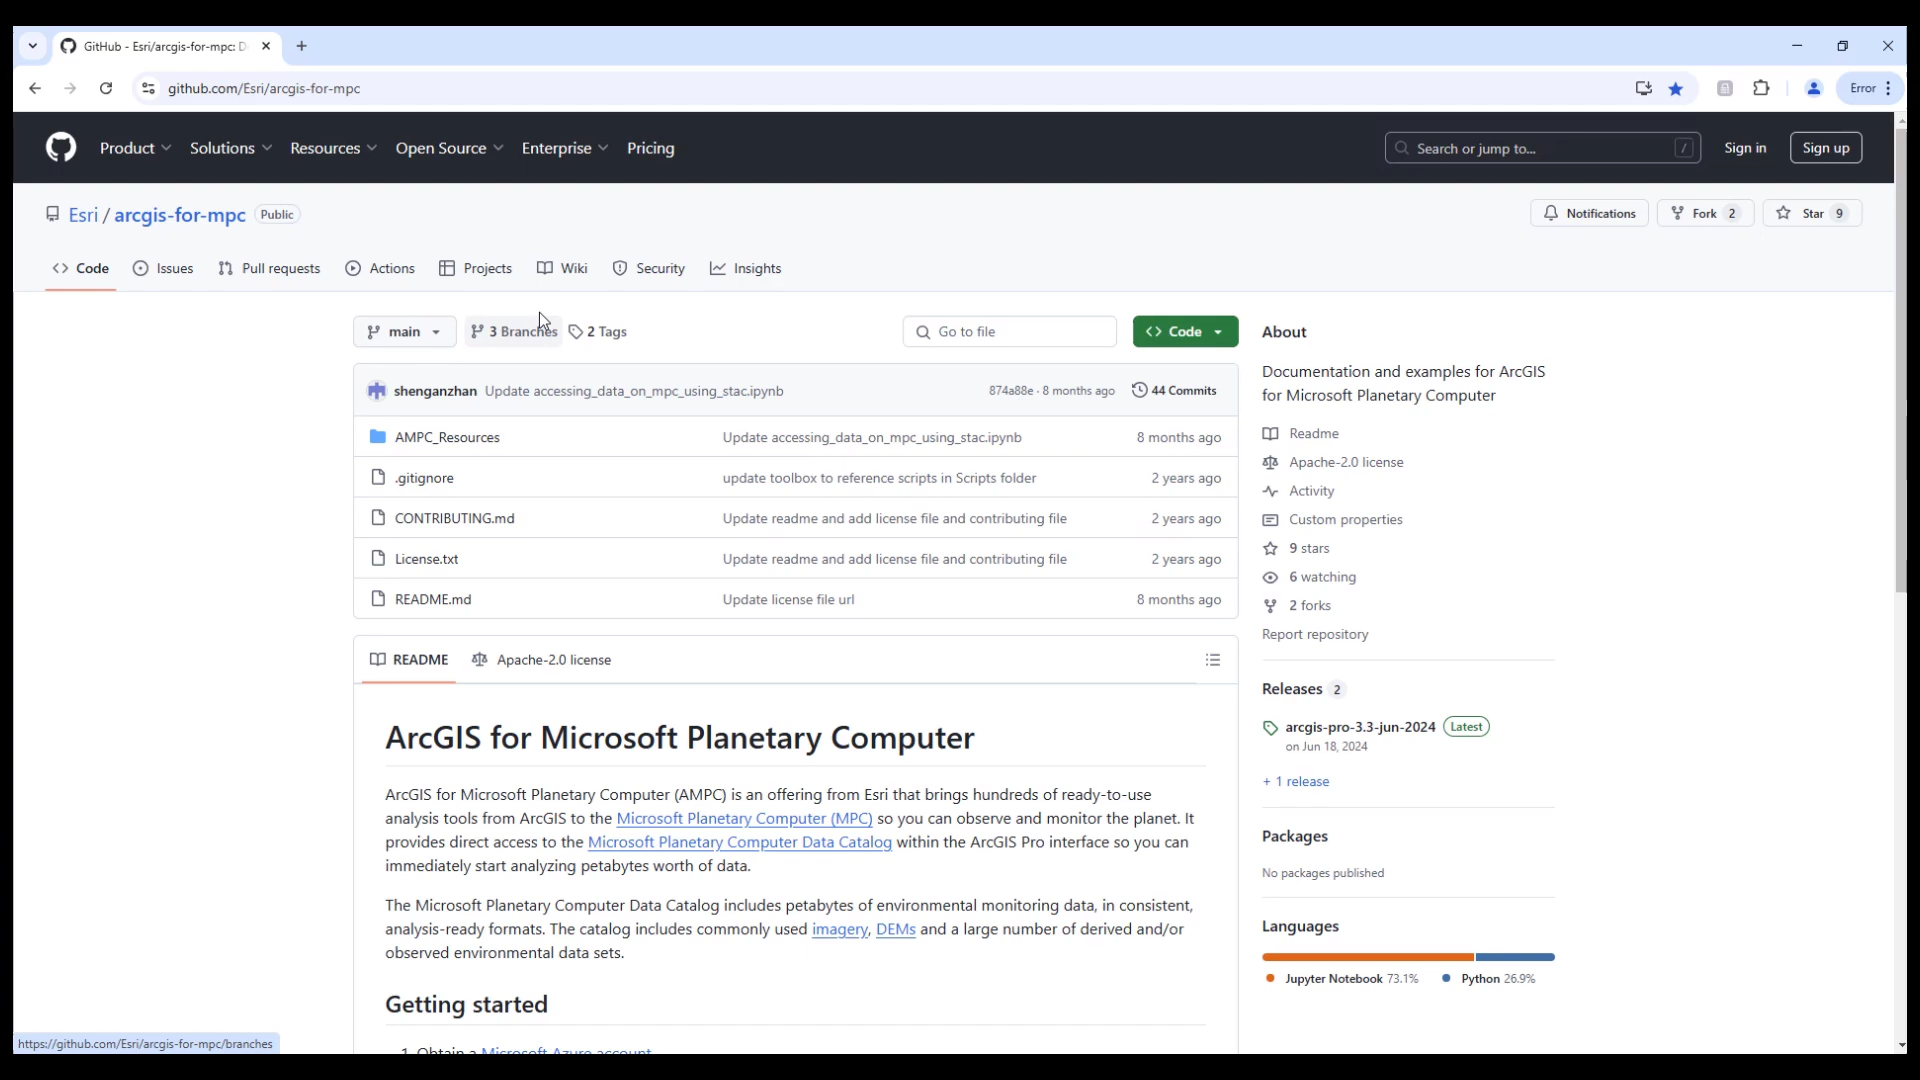 GitHub - Esri/arcgis-for-mpc: D
github.com/Esri/arcgis-for-mpc
Error
Product
Solutions
Resources
Open Source
Enterprise
Pricing
Search or jump to...
/
Sign in
Sign up
Esri / arcgis-for-mpc
Public
Notifications
Fork 2
Star 9
Code
Issues
Pull requests
Actions
Projects
Wiki
Security
Insights
main
3 Branches
2 Tags
Go to file
Code
shenganzhan Update accessing_data_on_mpc_using_stac.ipynb 874a88e · 8 months ago 44 Commits
AMPC_Resources Update accessing_data_on_mpc_using_stac.ipynb 8 months ago
.gitignore update toolbox to reference scripts in Scripts folder 2 years ago
CONTRIBUTING.md Update readme and add license file and contributing file 2 years ago
License.txt Update readme and add license file and contributing file 2 years ago
README.md Update license file url 8 months ago
README
Apache-2.0 license
ArcGIS for Microsoft Planetary Computer
ArcGIS for Microsoft Planetary Computer (AMPC) is an offering from Esri that brings hundreds of ready-to-use
analysis tools from ArcGIS to the Microsoft Planetary Computer (MPC) so you can observe and monitor the planet. It
provides direct access to the Microsoft Planetary Computer Data Catalog within the ArcGIS Pro interface so you can
immediately start analyzing petabytes worth of data.
The Microsoft Planetary Computer Data Catalog includes petabytes of environmental monitoring data, in consistent,
analysis-ready formats. The catalog includes commonly used imagery, DEMs and a large number of derived and/or
observed environmental data sets.
Getting started
1. Obtain a Microsoft Azure account
About
Documentation and examples for ArcGIS
for Microsoft Planetary Computer
Readme
Apache-2.0 license
Activity
Custom properties
9 stars
6 watching
2 forks
Report repository
Releases 2
arcgis-pro-3.3-jun-2024 Latest
on Jun 18, 2024
+ 1 release
Packages
No packages published
Languages
Jupyter Notebook 73.1%
Python 26.9%
https://github.com/Esri/arcgis-for-mpc/branches